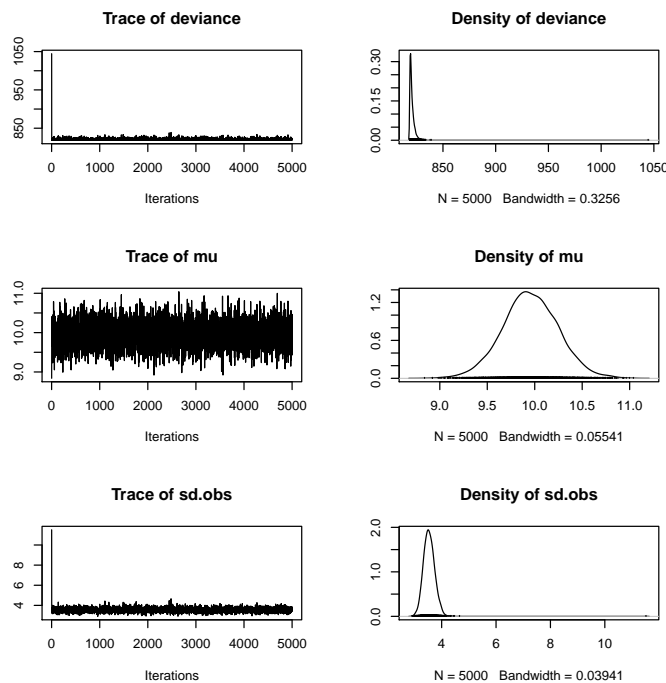 Trace of deviance
1050
950
850
0 1000 2000 3000 4000 5000
Iterations
Density of deviance
0.30
0.15
0.00
850 900 950 1000 1050
N = 5000 Bandwidth = 0.3256
Trace of mu
11.0
10.0
9.0
0 1000 2000 3000 4000 5000
Iterations
Density of mu
1.2
0.6
0.0
9.0 9.5 10.0 10.5 11.0
N = 5000 Bandwidth = 0.05541
Trace of sd.obs
8
6
4
0 1000 2000 3000 4000 5000
Iterations
Density of sd.obs
2.0
1.0
0.0
4 6 8 10
N = 5000 Bandwidth = 0.03941